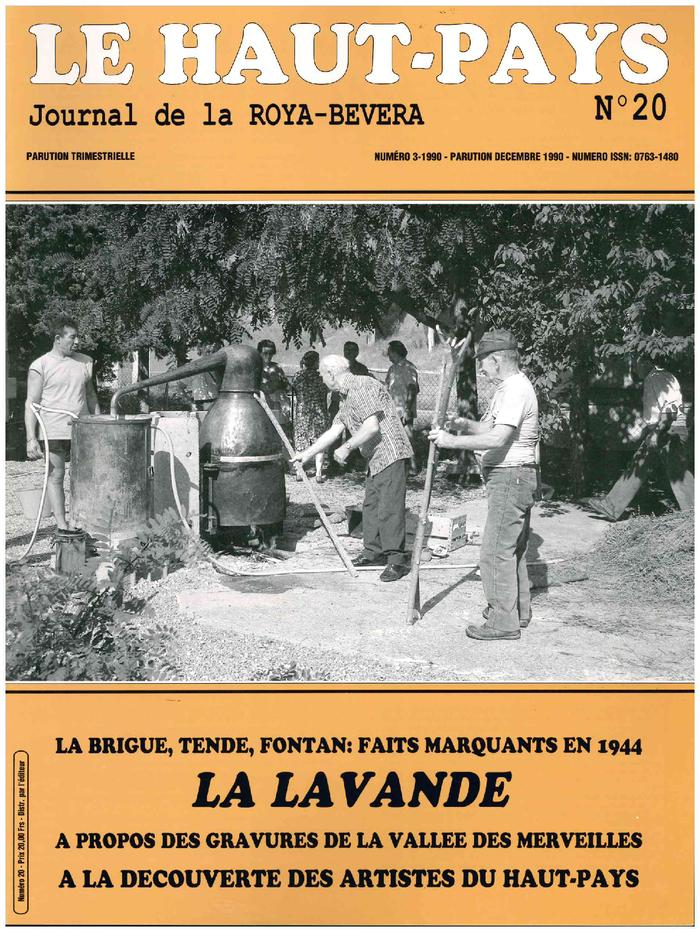 LE HAUT-PAYS
Journal de la ROYA-BEVERA
N° 20
PARUTION TRIMESTRIELLE
NUMÉRO 3-1990 - PARUTION DECEMBRE 1990 - NUMERO ISSN: 0763-1480
LA BRIGUE, TENDE, FONTAN: FAITS MARQUANTS EN 1944
LA LAVANDE
A PROPOS DES GRAVURES DE LA VALLEE DES MERVEILLES
A LA DECOUVERTE DES ARTISTES DU HAUT-PAYS
Numéro 20 - Prix 20,00 Frs - Distr. par l'éditeur